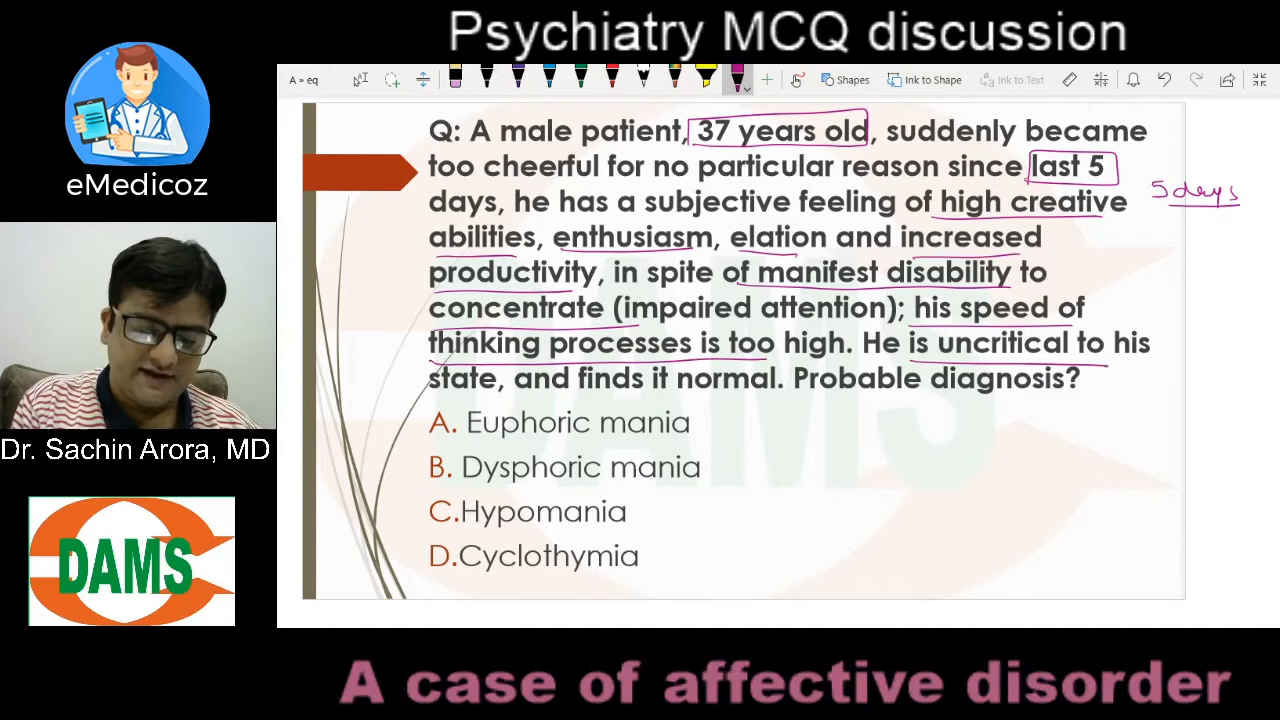 Psychiatry MCQ discussion
A » eq
Shapes
Ink to Shape
Ink to Text
eMedicoz
Q: A male patient, 37 years old, suddenly became
too cheerful for no particular reason since last 5
days, he has a subjective feeling of high creative
5 days
abilities, enthusiasm, elation and increased
productivity, in spite of manifest disability to
concentrate (impaired attention); his speed of
thinking processes is too high. He is uncritical to his
state, and finds it normal. Probable diagnosis?
A. Euphoric mania
B. Dysphoric mania
C.Hypomania
D.Cyclothymia
Dr. Sachin Arora, MD
DAMS
DAMS
A case of affective disorder